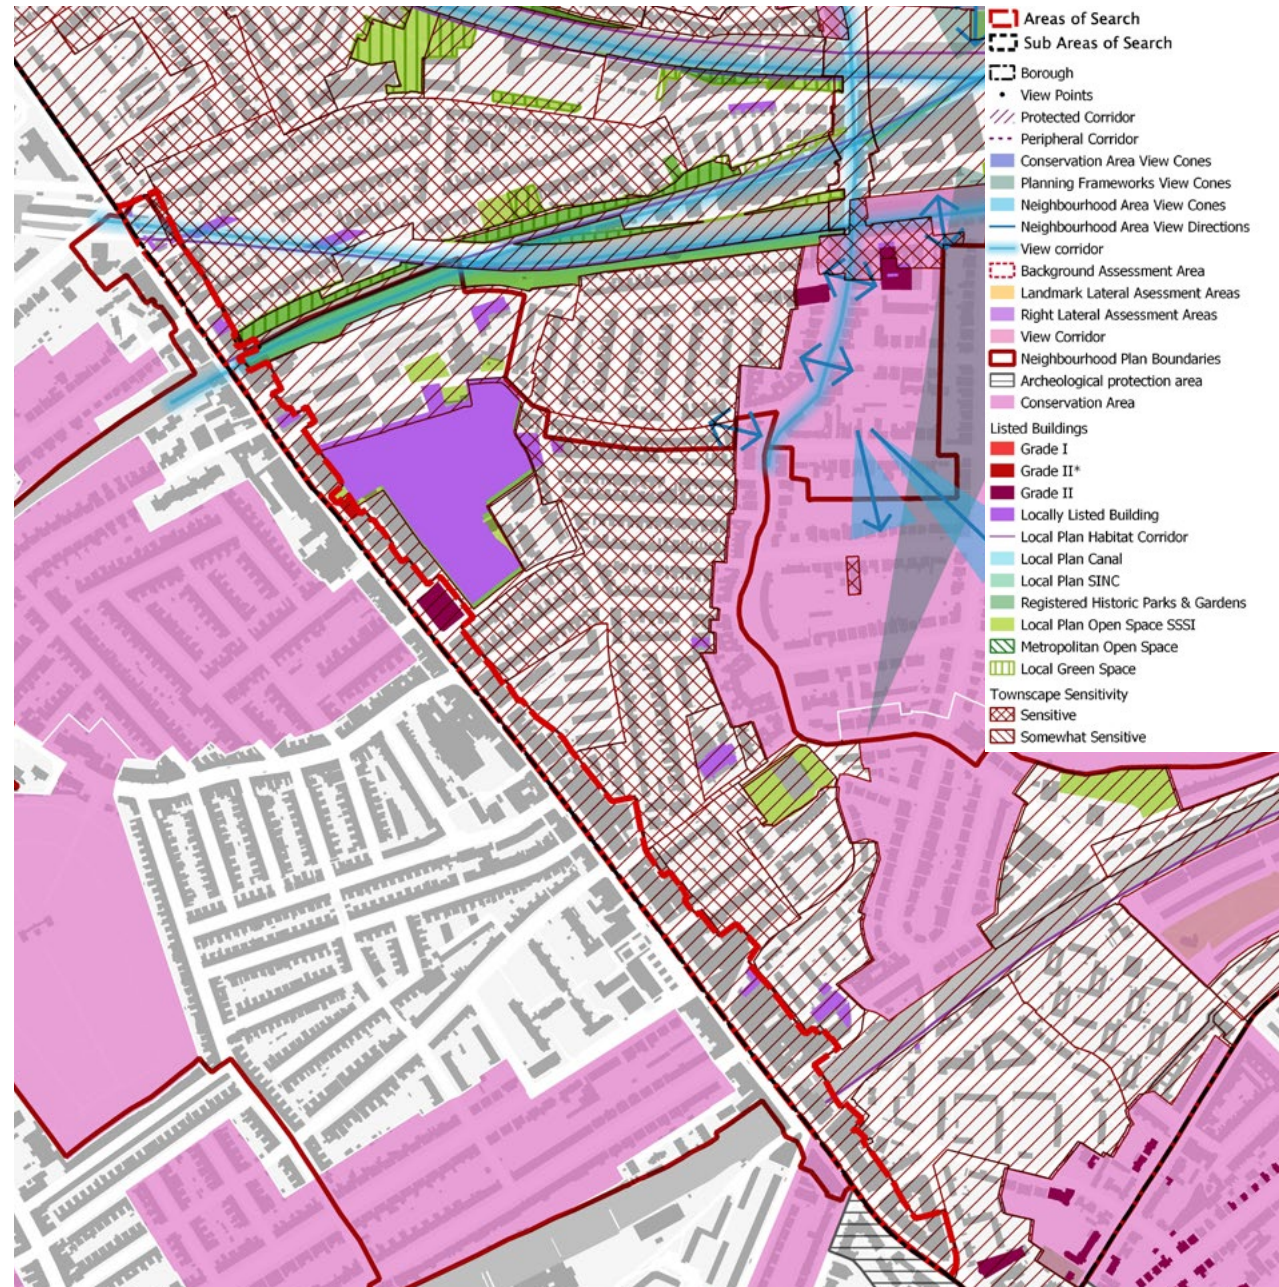 Areas of Search
Sub Areas of Search
Borough
View Points
Protected Corridor
Peripheral Corridor
Conservation Area View Cones
Planning Frameworks View Cones
Neighbourhood Area View Cones
Neighbourhood Area View Directions
View corridor
Background Assessment Area
Landmark Lateral Asessment Areas
Right Lateral Assessment Areas
View Corridor
Neighbourhood Plan Boundaries
Archeological protection area
Conservation Area
Listed Buildings
Grade I
Grade II*
Grade II
Locally Listed Building
Local Plan Habitat Corridor
Local Plan Canal
Local Plan SINC
Registered Historic Parks & Gardens
Local Plan Open Space SSSI
Metropolitan Open Space
Local Green Space
Townscape Sensitivity
Sensitive
Somewhat Sensitive